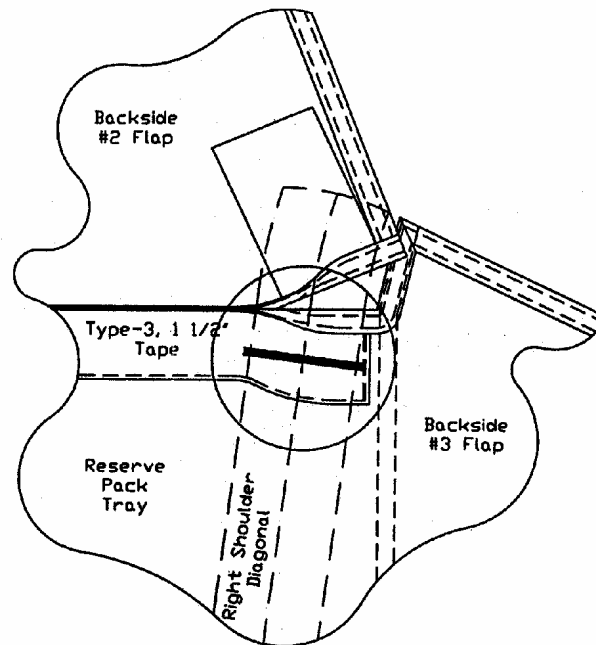 Backside
#2 Flap
Type-3, 1 1/2"
Tape
Backside
#3 Flap
Reserve
Pack
Tray
Right Shoulder
Diagonal